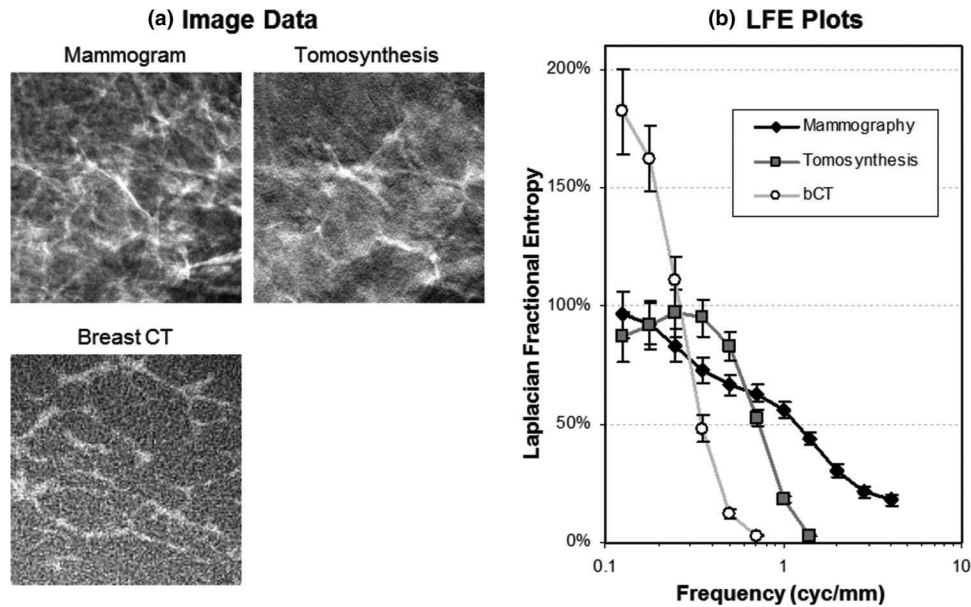 (a) Image Data
Mammogram
Tomosynthesis
Breast CT
(b) LFE Plots
Laplacian Fractional Entropy
200%
150%
100%
50%
0%
Mammography
Tomosynthesis
bCT
0.1
1
10
Frequency (cyc/mm)